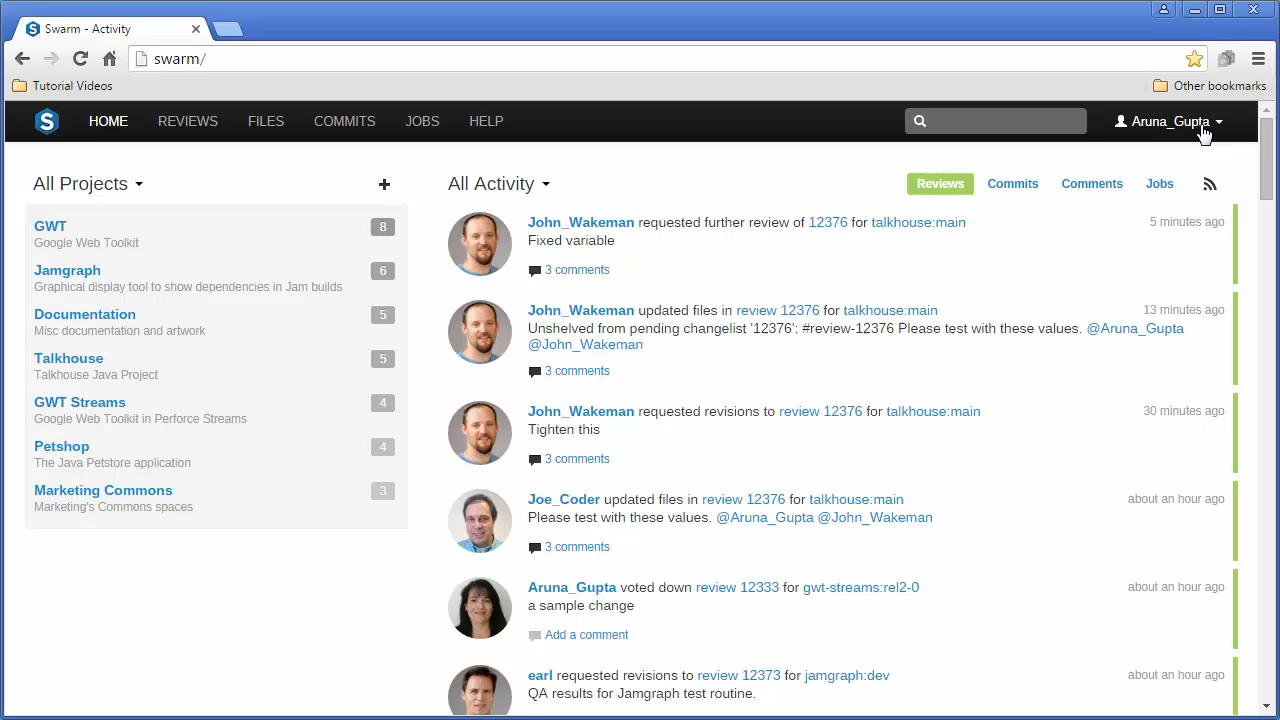 Swarm - Activity
swarm/
Tutorial Videos
Other bookmarks
S HOME REVIEWS FILES COMMITS JOBS HELP
Aruna_Gupta
All Projects
GWT 8
Google Web Toolkit
Jamgraph 6
Graphical display tool to show dependencies in Jam builds
Documentation 5
Misc documentation and artwork
Talkhouse 5
Talkhouse Java Project
GWT Streams 4
Google Web Toolkit in Perforce Streams
Petshop 4
The Java Petstore application
Marketing Commons 3
Marketing's Commons spaces
All Activity
Reviews Commits Comments Jobs
John_Wakeman requested further review of 12376 for talkhouse:main 5 minutes ago
Fixed variable
3 comments
John_Wakeman updated files in review 12376 for talkhouse:main 13 minutes ago
Unshelved from pending changelist '12376': #review-12376 Please test with these values. @Aruna_Gupta
@John_Wakeman
3 comments
John_Wakeman requested revisions to review 12376 for talkhouse:main 30 minutes ago
Tighten this
3 comments
Joe_Coder updated files in review 12376 for talkhouse:main about an hour ago
Please test with these values. @Aruna_Gupta @John_Wakeman
3 comments
Aruna_Gupta voted down review 12333 for gwt-streams:rel2-0 about an hour ago
a sample change
Add a comment
earl requested revisions to review 12373 for jamgraph:dev about an hour ago
QA results for Jamgraph test routine.